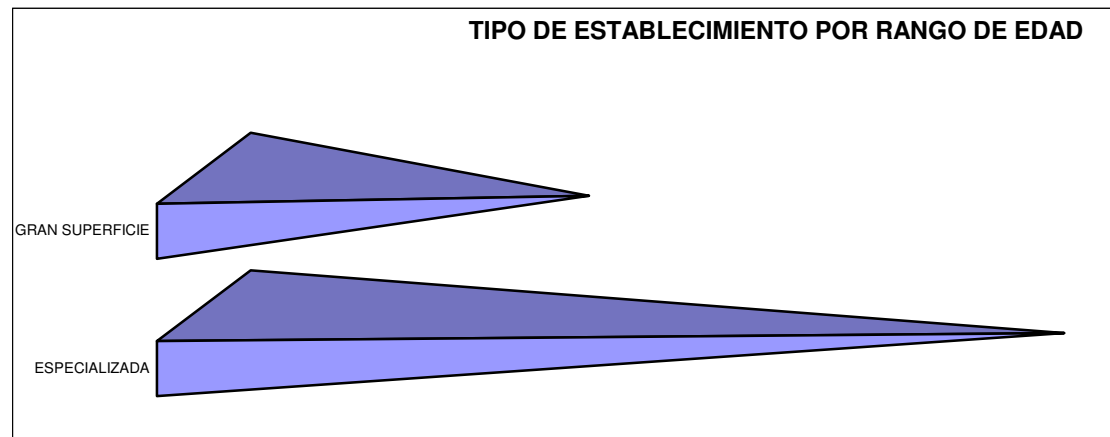 TIPO DE ESTABLECIMIENTO POR RANGO DE EDAD
GRAN SUPERFICIE
ESPECIALIZADA